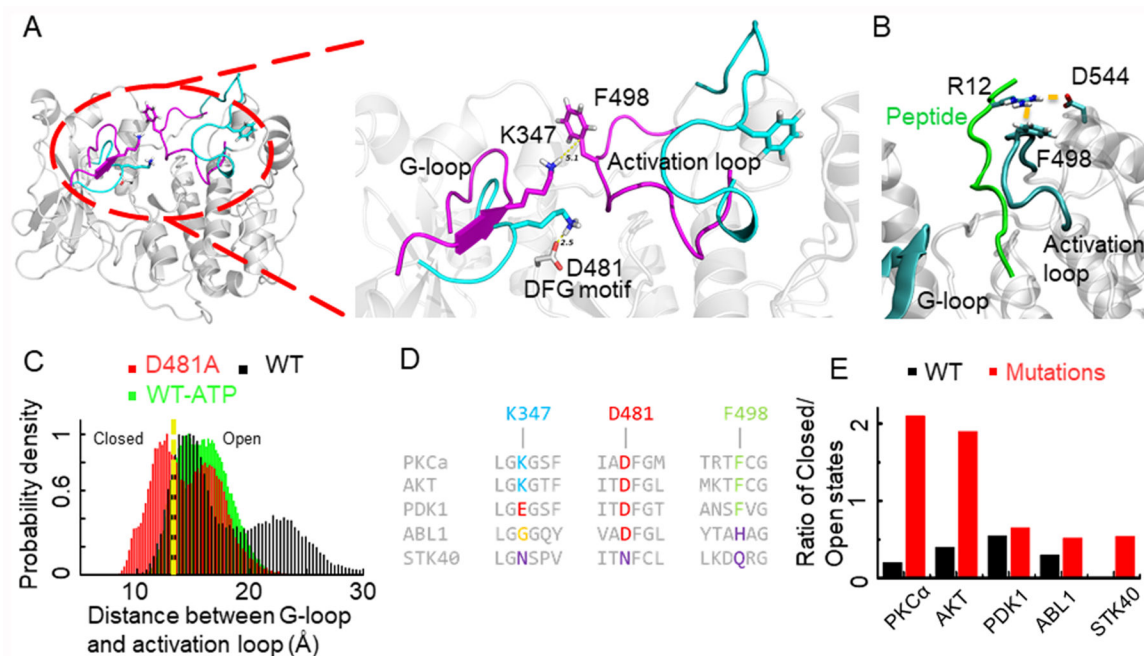 A
F498
K347
G-loop
5.1
Activation loop
2.5
D481
DFG motif
B
R12
D544
Peptide
F498
Activation
loop
G-loop
C
D481A
WT
WT-ATP
Closed
Open
Probability density
1
0.6
0
10
20
30
Distance between G-loop
and activation loop (Å)
D
K347 D481 F498
PKCa LGKGSF IADFGM TRTFCG
AKT LGKGTF ITDFGL MKTFCG
PDK1 LGEGSF ITDFGT ANSFVG
ABL1 LGGGQY VADFGL YTAHAG
STK40 LGNSPV ITNFCL LKDQRG
E
WT
Mutations
Ratio of Closed/
Open states
2
0
PKCα
AKT
PDK1
ABL1
STK40